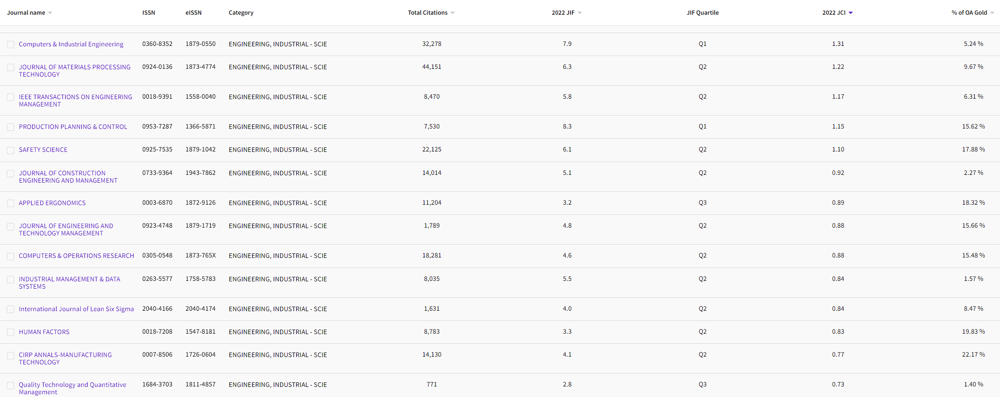 Journal name ISSN eISSN Category Total Citations 2022 JIF JIF Quartile 2022 JCI % of OA Gold
Computers & Industrial Engineering 0360-8352 1879-0550 ENGINEERING, INDUSTRIAL - SCIE 32,278 7.9 Q1 1.31 5.24 %
JOURNAL OF MATERIALS PROCESSING 0924-0136 1873-4774 ENGINEERING, INDUSTRIAL - SCIE 44,151 6.3 Q2 1.22 9.67 %
TECHNOLOGY
IEEE TRANSACTIONS ON ENGINEERING 0018-9391 1558-0040 ENGINEERING, INDUSTRIAL - SCIE 8,470 5.8 Q2 1.17 6.31 %
MANAGEMENT
PRODUCTION PLANNING & CONTROL 0953-7287 1366-5871 ENGINEERING, INDUSTRIAL - SCIE 7,530 8.3 Q1 1.15 15.62 %
SAFETY SCIENCE 0925-7535 1879-1042 ENGINEERING, INDUSTRIAL - SCIE 22,125 6.1 Q2 1.10 17.88 %
JOURNAL OF CONSTRUCTION 0733-9364 1943-7862 ENGINEERING, INDUSTRIAL - SCIE 14,014 5.1 Q2 0.92 2.27 %
ENGINEERING AND MANAGEMENT
APPLIED ERGONOMICS 0003-6870 1872-9126 ENGINEERING, INDUSTRIAL - SCIE 11,204 3.2 Q3 0.89 18.32 %
JOURNAL OF ENGINEERING AND 0923-4748 1879-1719 ENGINEERING, INDUSTRIAL - SCIE 1,789 4.8 Q2 0.88 15.66 %
TECHNOLOGY MANAGEMENT
COMPUTERS & OPERATIONS RESEARCH 0305-0548 1873-765X ENGINEERING, INDUSTRIAL - SCIE 18,281 4.6 Q2 0.88 15.48 %
INDUSTRIAL MANAGEMENT & DATA 0263-5577 1758-5783 ENGINEERING, INDUSTRIAL - SCIE 8,035 5.5 Q2 0.84 1.57 %
SYSTEMS
International Journal of Lean Six Sigma 2040-4166 2040-4174 ENGINEERING, INDUSTRIAL - SCIE 1,631 4.0 Q2 0.84 8.47 %
HUMAN FACTORS 0018-7208 1547-8181 ENGINEERING, INDUSTRIAL - SCIE 8,783 3.3 Q2 0.83 19.83 %
CIRP ANNALS-MANUFACTURING 0007-8506 1726-0604 ENGINEERING, INDUSTRIAL - SCIE 14,130 4.1 Q2 0.77 22.17 %
TECHNOLOGY
Quality Technology and Quantitative 1684-3703 1811-4857 ENGINEERING, INDUSTRIAL - SCIE 771 2.8 Q3 0.73 1.40 %
Management